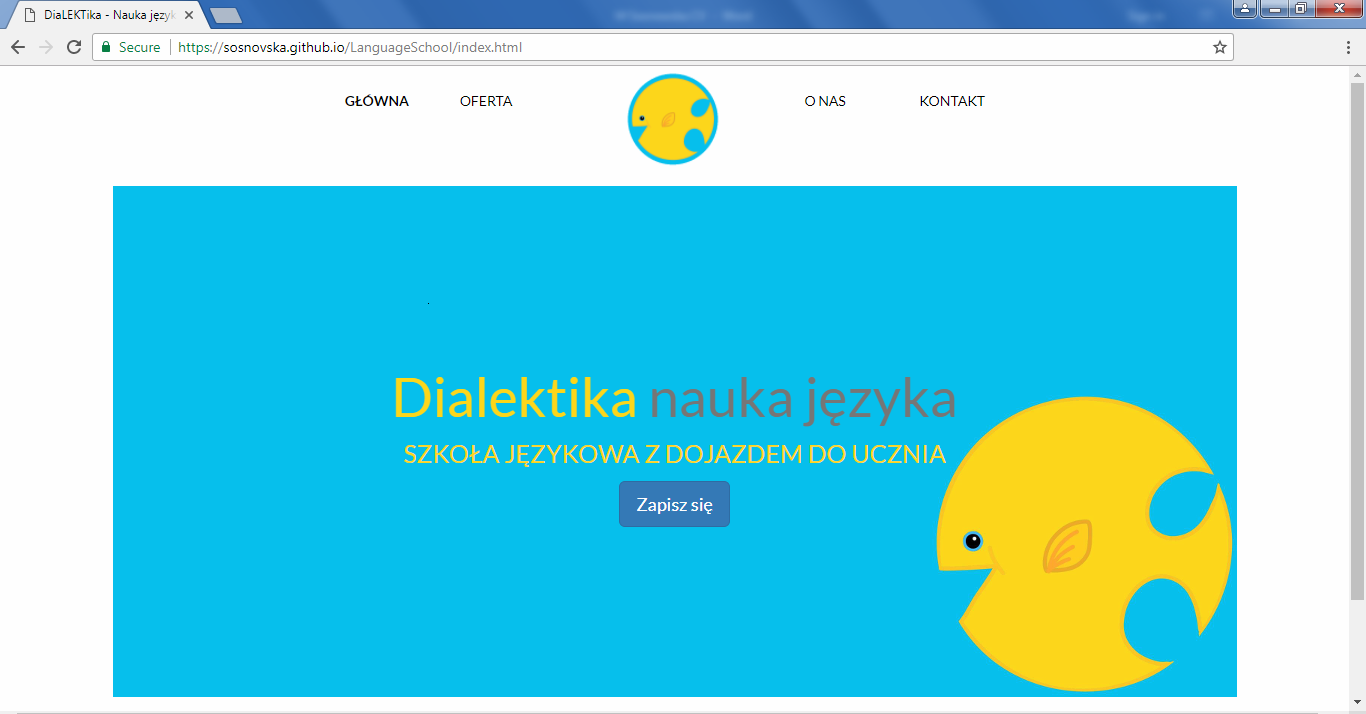 DiaLEKTika - Nauka język
Secure
https://sosnovska.github.io/LanguageSchool/index.html
GŁÓWNA OFERTA O NAS KONTAKT
Dialektika nauka języka
SZKOŁA JĘZYKOWA Z DOJAZDEM DO UCZNIA
Zapisz się